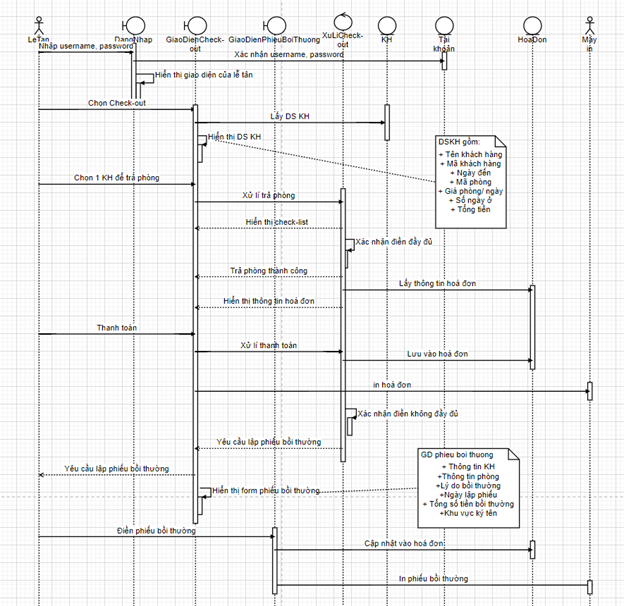 LeTan
DangNhap
GiaoDienCheck-
out
GiaoDienPhieuBoiThuong
XuLiCheck-
out
KH
Tài
khoản
HoaDon
Máy
in
Nhập username, password
Xác nhận username, password
Hiển thị giao diện của lễ tân
Chọn Check-out
Lấy DS KH
Hiển thị DS KH
DSKH gồm:
+ Tên khách hàng
+ Mã khách hàng
+ Ngày đến
+ Mã phòng
+ Giá phòng/ ngày
+ Số ngày ở
+ Tổng tiền
Chọn 1 KH để trả phòng
Xử lí trả phòng
Hiển thị check-list
Xác nhận điền đầy đủ
Trả phòng thành công
Lấy thông tin hoá đơn
Hiển thị thông tin hoá đơn
Thanh toán
Xử lí thanh toán
Lưu vào hoá đơn
in hoá đơn
Xác nhận điền không đầy đủ
Yêu cầu lập phiếu bồi thường
Yêu cầu lập phiếu bồi thường
GD phieu boi thuong
+ Thông tin KH
+Thông tin phòng
+Lý do bồi thường
+Ngày lập phiếu
+ Tổng số tiền bồi thường
+Khu vực ký tên
Hiển thị form phiếu bồi thường
Điền phiếu bồi thường
Cập nhật vào hoá đơn
In phiếu bồi thường